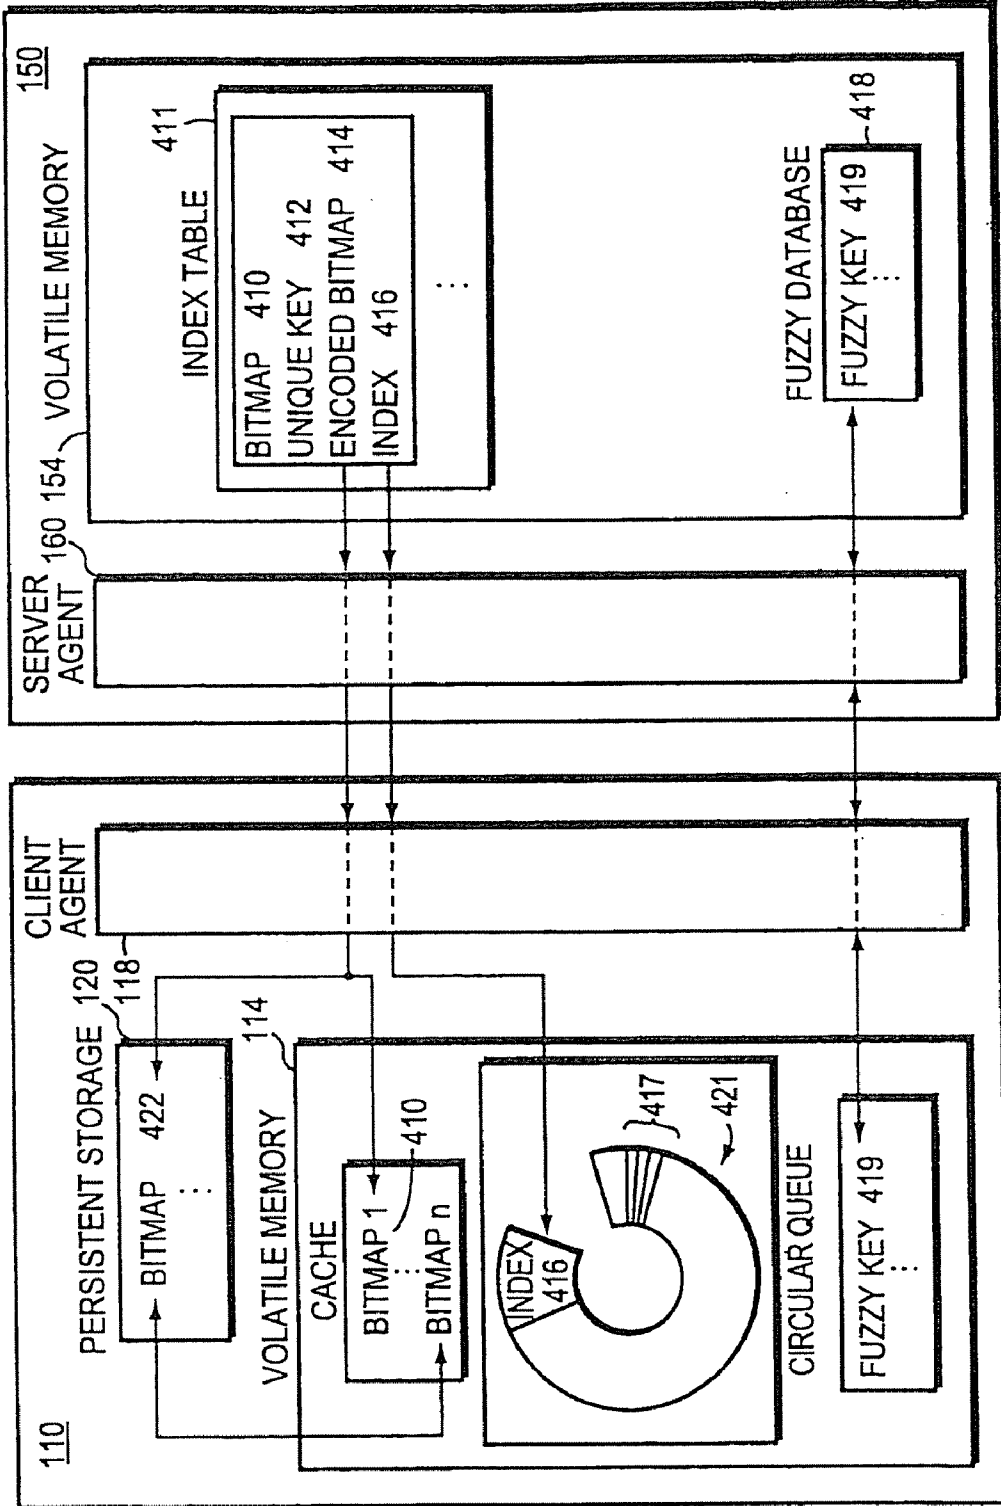 110
PERSISTENT STORAGE 120
BITMAP 422
⋮
VOLATILE MEMORY 114
CACHE
BITMAP 1
⋮
BITMAP n
410
INDEX
416
417
421
CIRCULAR QUEUE
FUZZY KEY 419
⋮
CLIENT
AGENT
118
SERVER
AGENT 160
150
154 VOLATILE MEMORY
INDEX TABLE 411
BITMAP 410
UNIQUE KEY 412
ENCODED BITMAP 414
INDEX 416
⋮
FUZZY DATABASE
FUZZY KEY 419
⋮
418